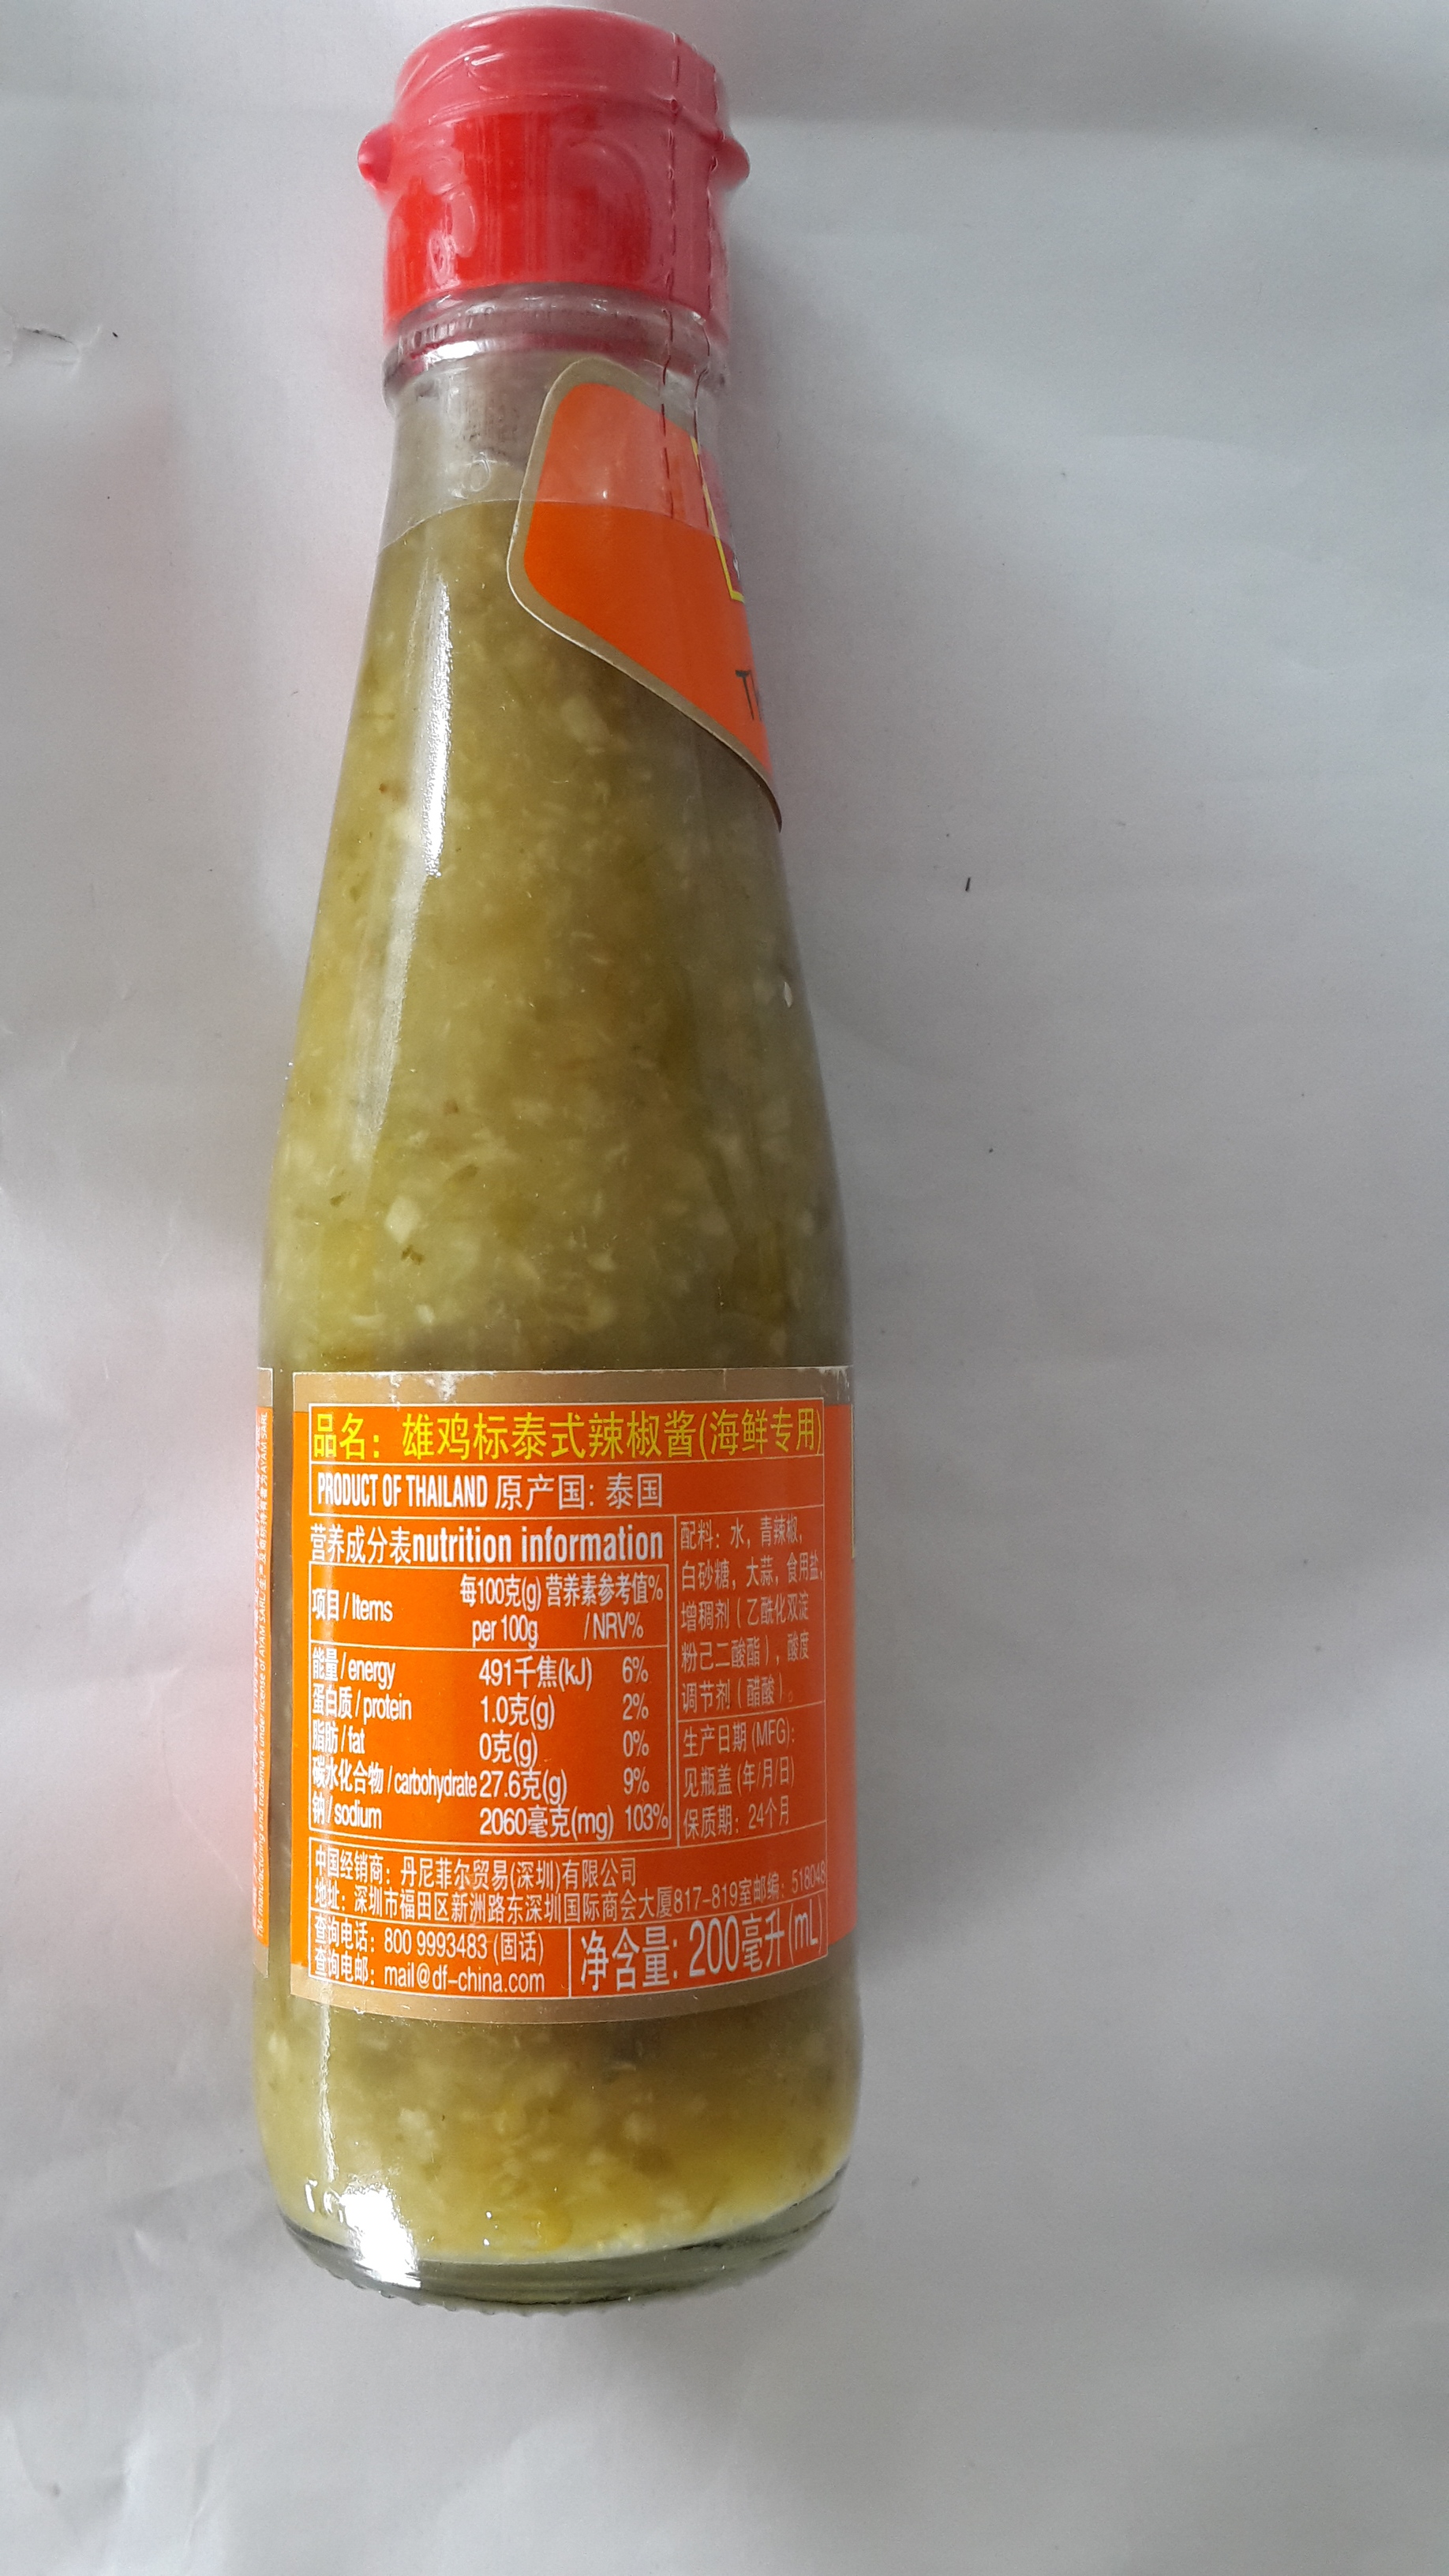 Th
品名：雄鸡标泰式辣椒酱(海鲜专用)
PRODUCT OF THAILAND 原产国：泰国
营养成分表nutrition information
项目/Items 每100克(g) 营养素参考值%
per 100g /NRV%
能量/energy 491千焦(kJ) 6%
蛋白质/protein 1.0克(g) 2%
脂肪/fat 0克(g) 0%
碳水化合物/carbohydrate 27.6克(g) 9%
钠/sodium 2060毫克(mg) 103%
配料：水，青辣椒，
白砂糖，大蒜，食用盐，
增稠剂（乙酰化双淀
粉己二酸酯），酸度
调节剂（醋酸）。
生产日期(MFG)：
见瓶盖(年/月/日)
保质期：24个月
中国经销商：丹尼菲尔贸易(深圳)有限公司
地址：深圳市福田区新洲路东深圳国际商会大厦817-819室邮编：518048
查询电话：800 9993483 (固话)
查询电邮：mail@df-china.com
净含量：200毫升(mL)
manufacturing and trademark under license of AYAM SARL